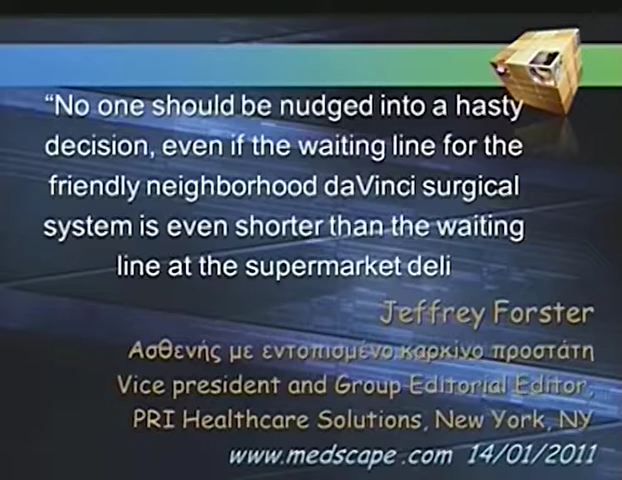 “No one should be nudged into a hasty
decision, even if the waiting line for the
friendly neighborhood daVinci surgical
system is even shorter than the waiting
line at the supermarket deli
Jeffrey Forster
Ασθενής με εντοπισμένο καρκίνο προστάτη
Vice president and Group Editorial Editor,
PRI Healthcare Solutions, New York, NY
www.medscape .com 14/01/2011